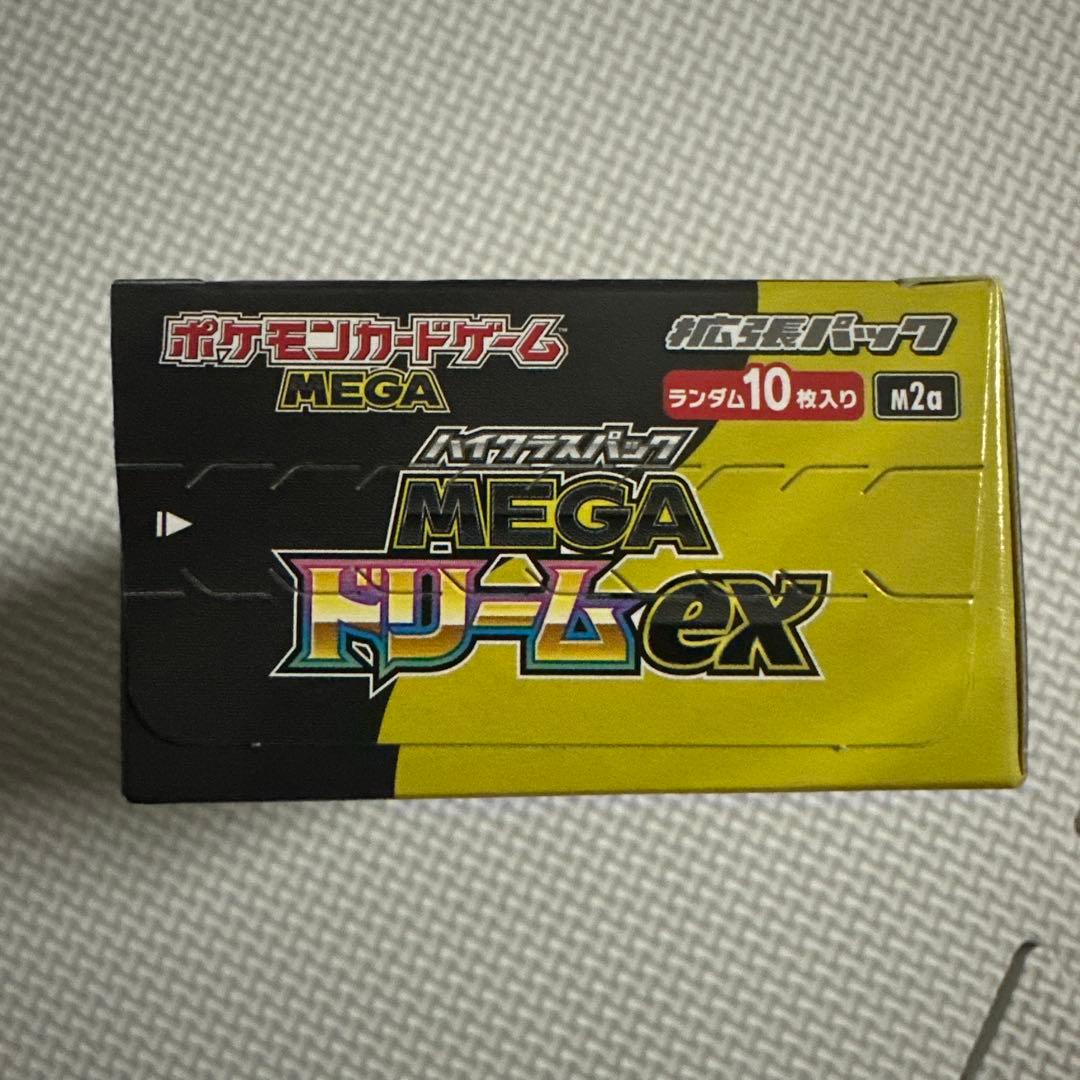 ポケモンカードゲーム™
MEGA
拡張パック
ランダム10枚入り
M2a
ハイクラスパック
MEGA
ドリームex